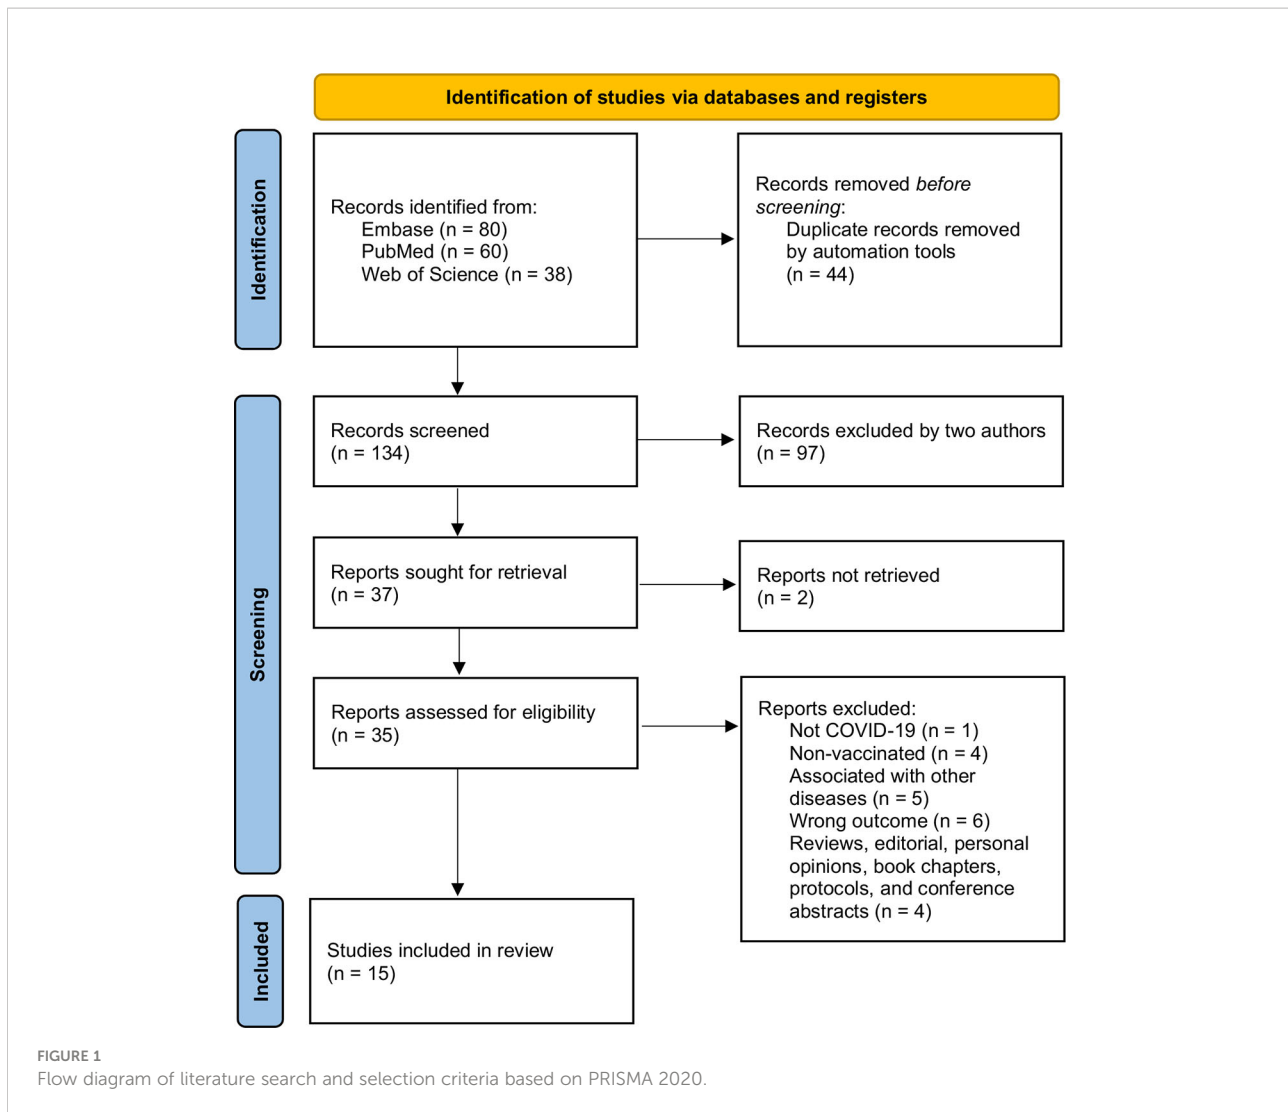 Identification of studies via databases and registers
Identification
Records identified from:
Embase (n = 80)
PubMed (n = 60)
Web of Science (n = 38)
Records removed before
screening:
Duplicate records removed
by automation tools
(n = 44)
Screening
Records screened
(n = 134)
Records excluded by two authors
(n = 97)
Reports sought for retrieval
(n = 37)
Reports not retrieved
(n = 2)
Reports assessed for eligibility
(n = 35)
Reports excluded:
Not COVID-19 (n = 1)
Non-vaccinated (n = 4)
Associated with other
diseases (n = 5)
Wrong outcome (n = 6)
Reviews, editorial, personal
opinions, book chapters,
protocols, and conference
abstracts (n = 4)
Included
Studies included in review
(n = 15)
FIGURE 1
Flow diagram of literature search and selection criteria based on PRISMA 2020.